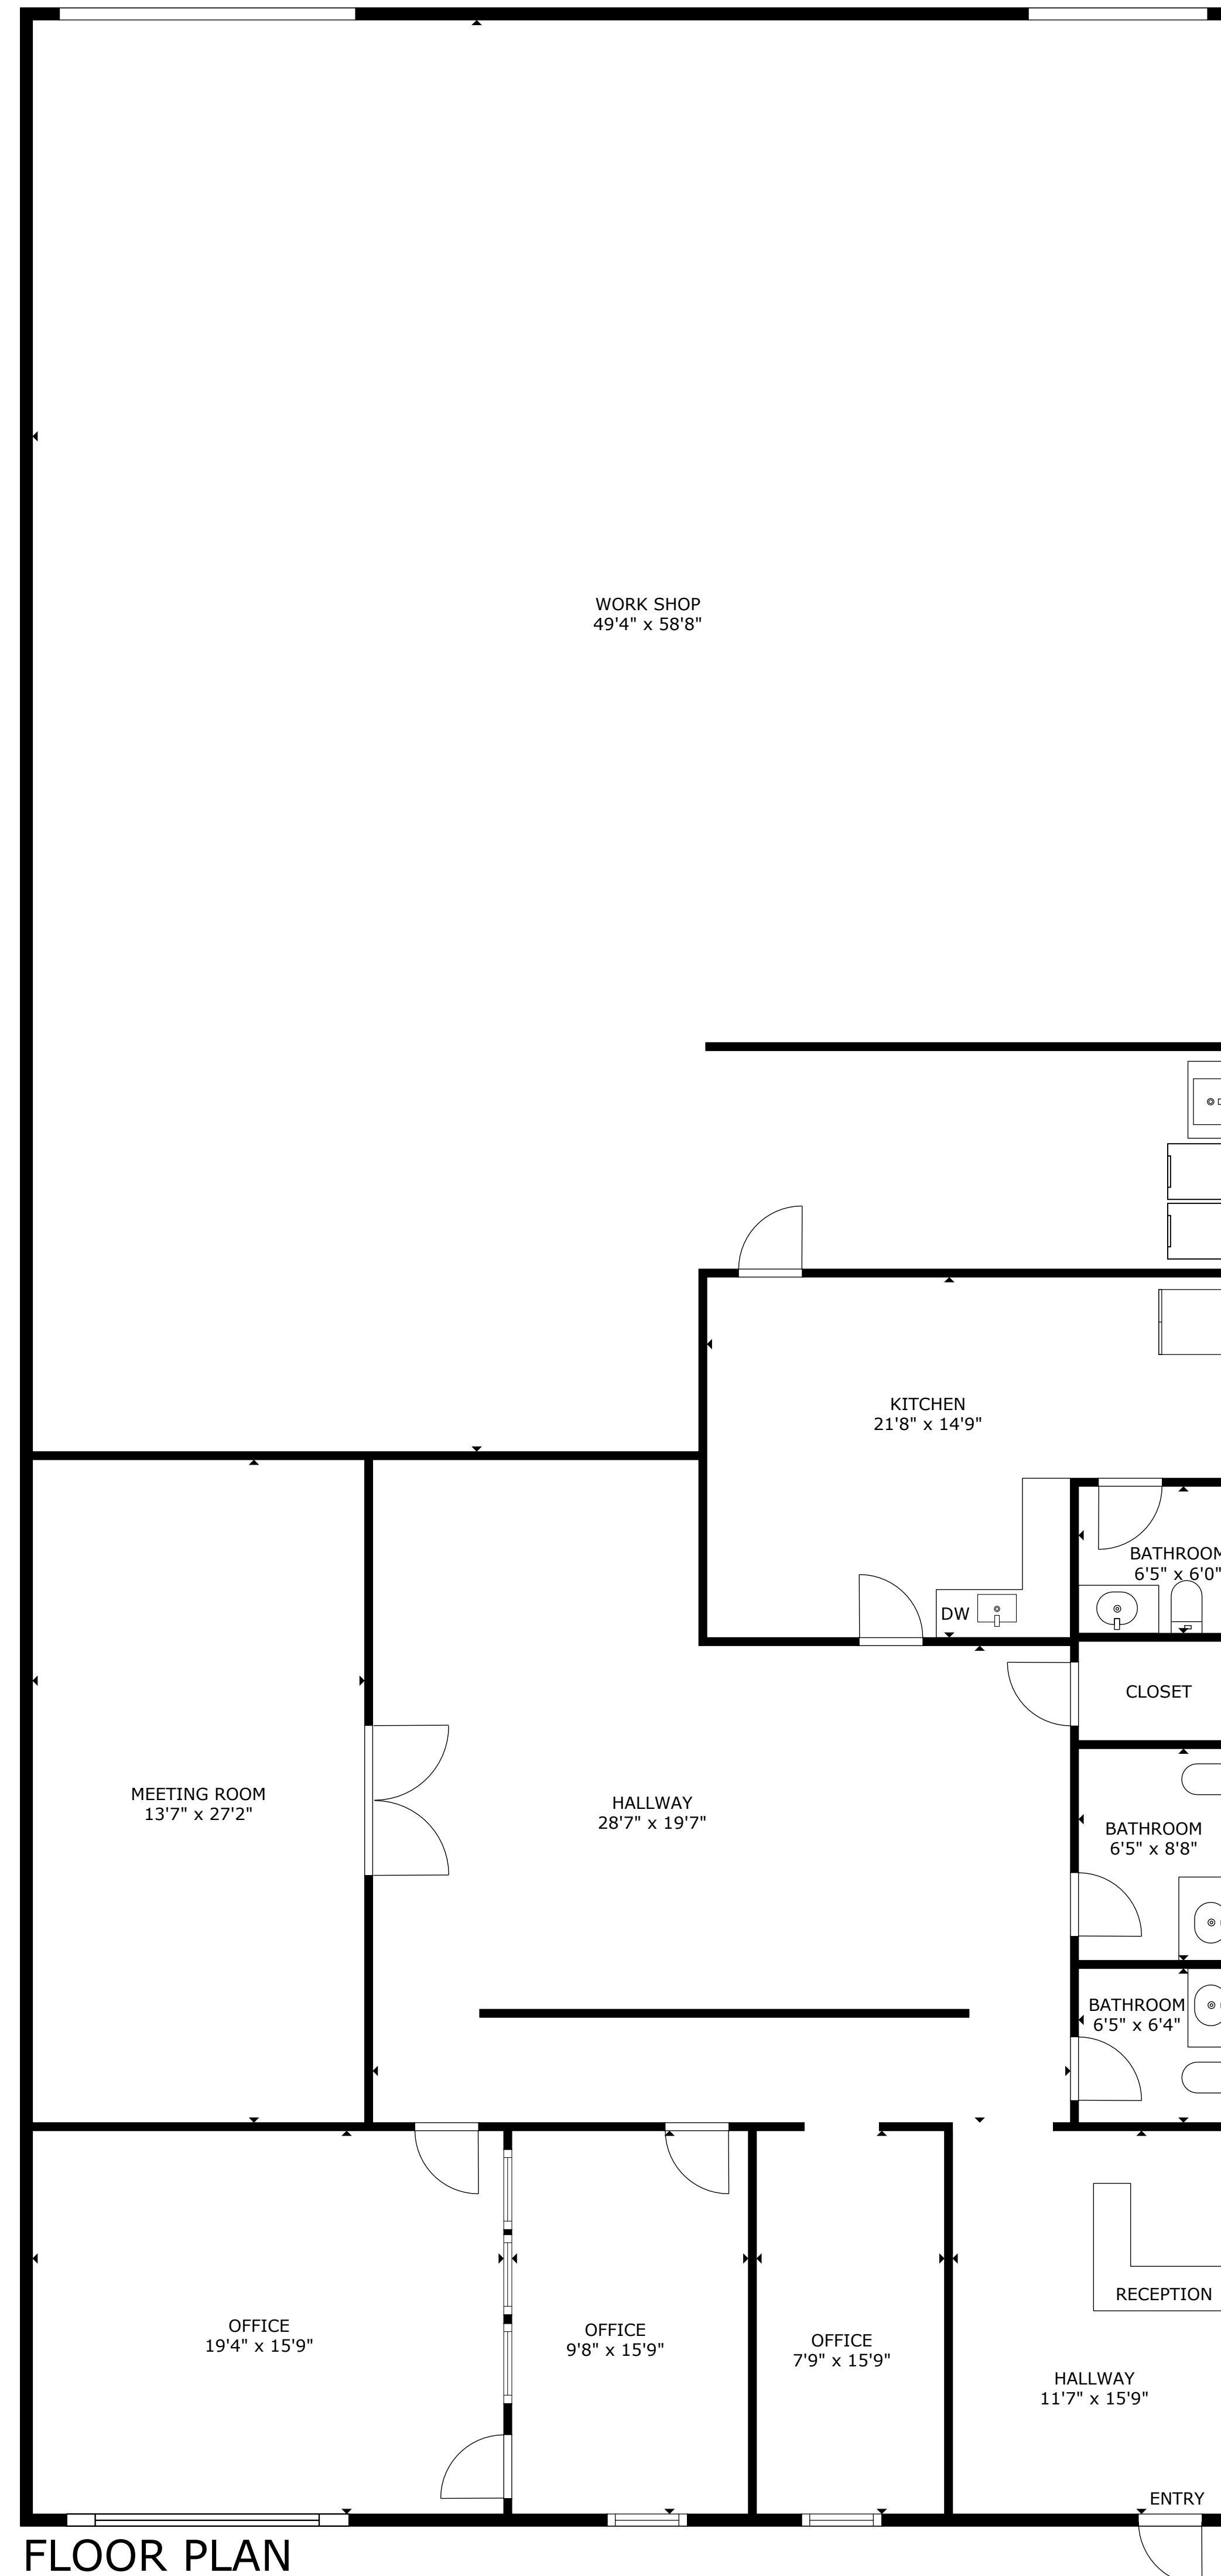 WORK SHOP
49'4" x 58'8"
KITCHEN
21'8" x 14'9"
BATHROOM
6'5" x 6'0"
DW
CLOSET
MEETING ROOM
13'7" x 27'2"
HALLWAY
28'7" x 19'7"
BATHROOM
6'5" x 8'8"
BATHROOM
6'5" x 6'4"
RECEPTION
OFFICE
19'4" x 15'9"
OFFICE
9'8" x 15'9"
OFFICE
7'9" x 15'9"
HALLWAY
11'7" x 15'9"
ENTRY
FLOOR PLAN